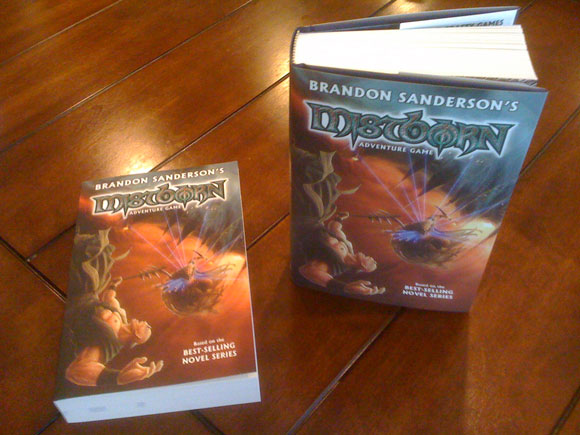 BRANDON SANDERSON'S
MISTBORN
ADVENTURE GAME
Based on the
BEST-SELLING
NOVEL SERIES
BRANDON SANDERSON'S
MISTBORN
ADVENTURE GAME
Based on the
BEST-SELLING
NOVEL SERIES
GAMES